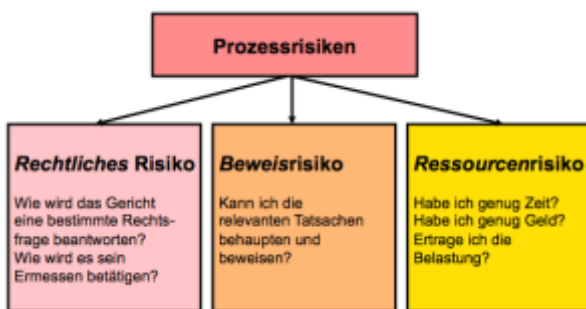 Prozessrisiken
Rechtliches Risiko
Wie wird das Gericht
eine bestimmte Rechts-
frage beantworten?
Wie wird es sein
Ermessen betätigen?
Beweisrisiko
Kann ich die
relevanten Tatsachen
behaupten und
beweisen?
Ressourcenrisiko
Habe ich genug Zeit?
Habe ich genug Geld?
Ertrage ich die
Belastung?